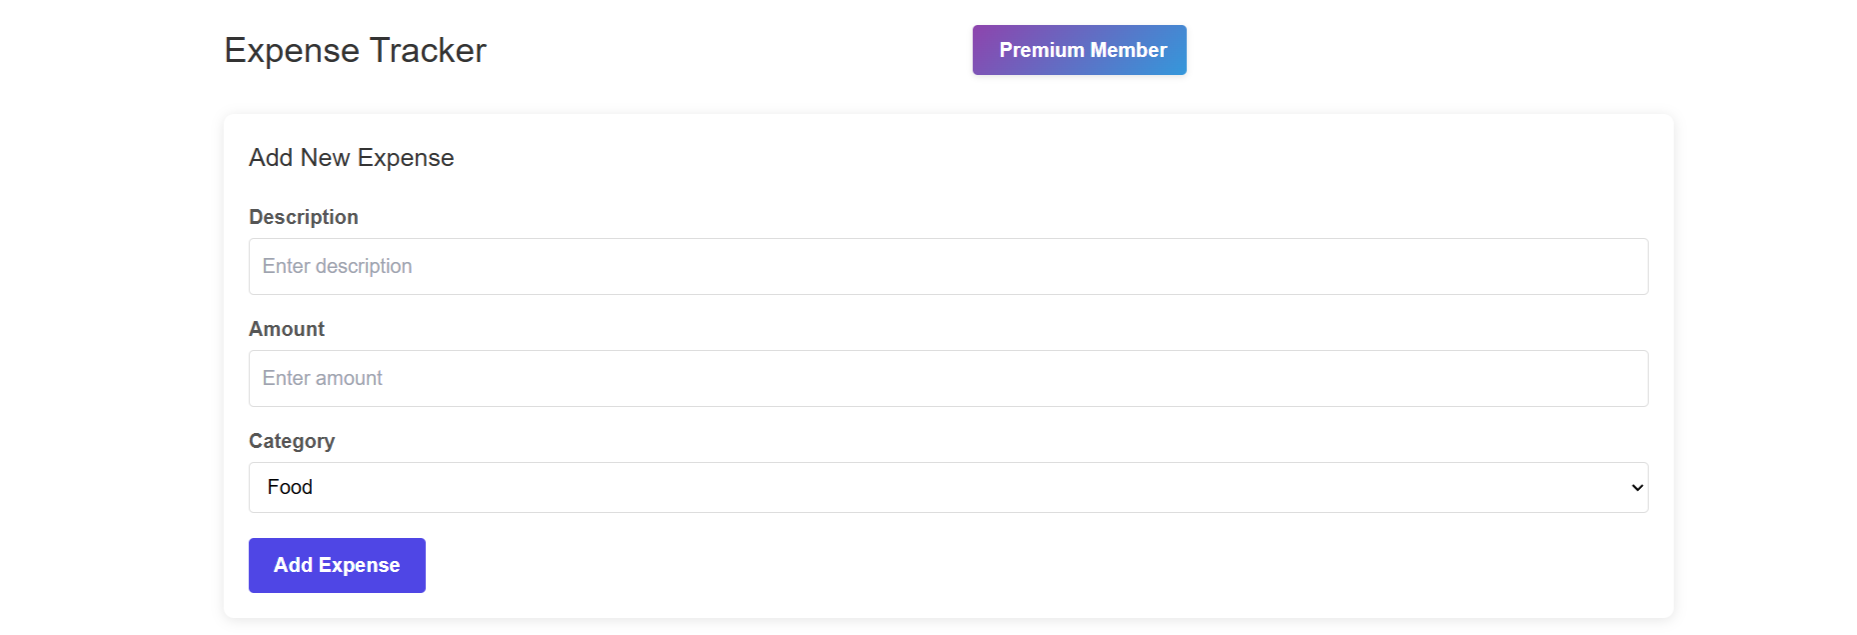 Expense Tracker
Premium Member
Add New Expense
Description
Enter description
Amount
Enter amount
Category
Food
Add Expense